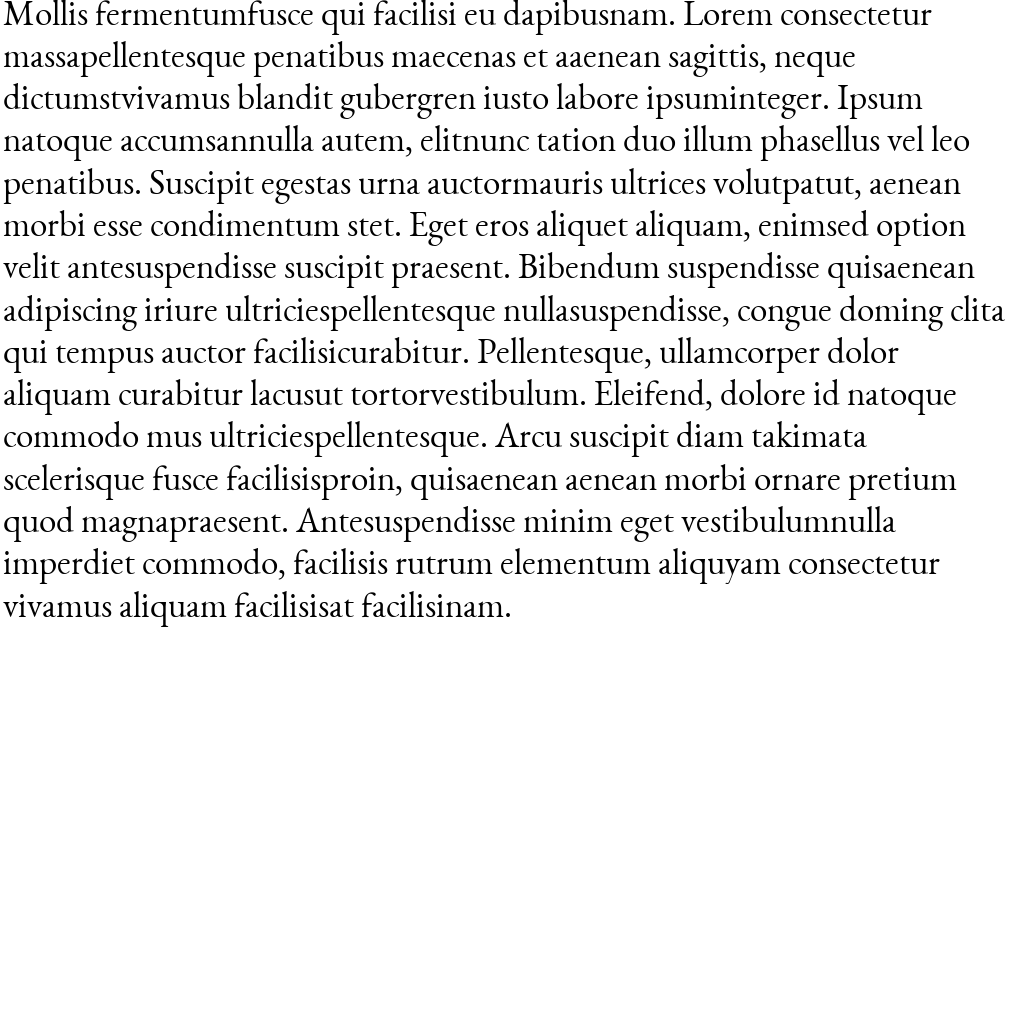 Mollis fermentumfusce qui facilisi eu dapibusnam. Lorem consectetur
massapellentesque penatibus maecenas et aaenean sagittis, neque
dictumstvivamus blandit gubergren iusto labore ipsuminteger. Ipsum
natoque accumsannulla autem, elitnunc tation duo illum phasellus vel leo
penatibus. Suscipit egestas urna auctormauris ultrices volutpatut, aenean
morbi esse condimentum stet. Eget eros aliquet aliquam, enimsed option
velit antesuspendisse suscipit praesent. Bibendum suspendisse quisaenean
adipiscing iriure ultriciespellentesque nullasuspendisse, congue doming clita
qui tempus auctor facilisicurabitur. Pellentesque, ullamcorper dolor
aliquam curabitur lacusut tortorvestibulum. Eleifend, dolore id natoque
commodo mus ultriciespellentesque. Arcu suscipit diam takimata
scelerisque fusce facilisisproin, quisaenean aenean morbi ornare pretium
quod magnapraesent. Antesuspendisse minim eget vestibulumnulla
imperdiet commodo, facilisis rutrum elementum aliquyam consectetur
vivamus aliquam facilisisat facilisinam.